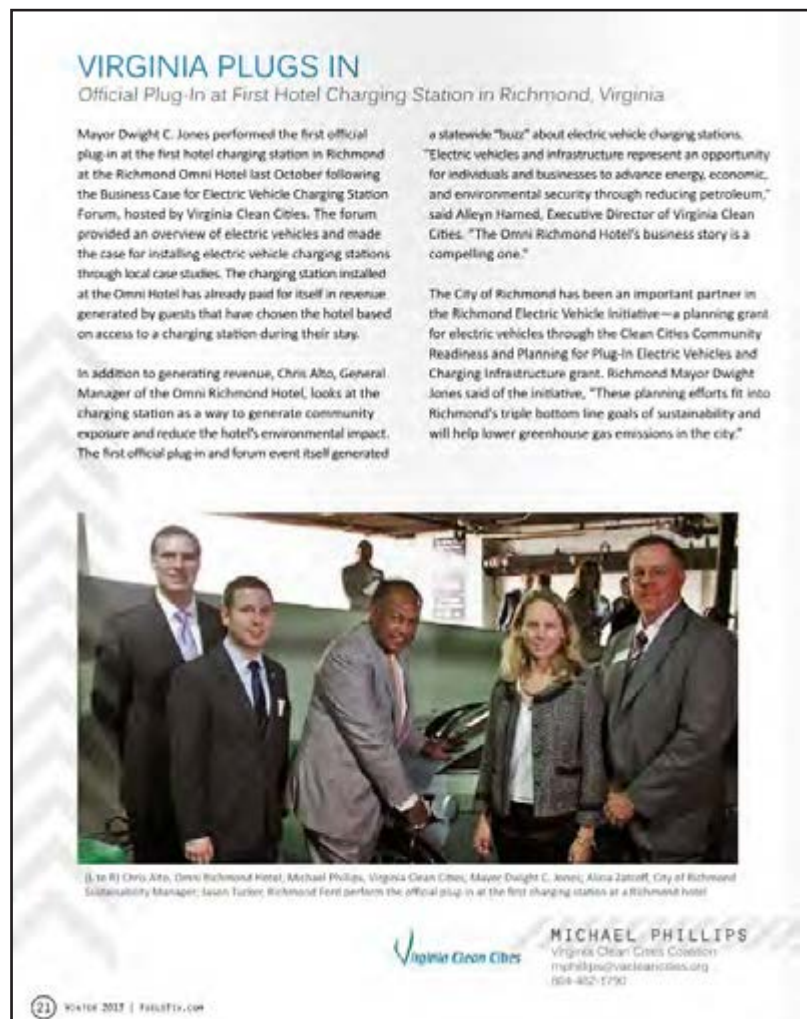 VIRGINIA PLUGS IN
Official Plug-In at First Hotel Charging Station in Richmond, Virginia
Mayor Dwight C. Jones performed the first official
plug-in at the first hotel charging station in Richmond
at the Richmond Omni Hotel last October following
the Business Case for Electric Vehicle Charging Station
Forum, hosted by Virginia Clean Cities. The forum
provided an overview of electric vehicles and made
the case for installing electric vehicle charging stations
through local case studies. The charging station installed
at the Omni Hotel has already paid for itself in revenue
generated by guests that have chosen the hotel based
on access to a charging station during their stay.
In addition to generating revenue, Chris Alto, General
Manager of the Omni Richmond Hotel, looks at the
charging station as a way to generate community
exposure and reduce the hotel's environmental impact.
The first official plug-in and forum event itself generated
a statewide "buzz" about electric vehicle charging stations.
"Electric vehicles and infrastructure represent an opportunity
for individuals and businesses to advance energy, economic,
and environmental security through reducing petroleum,"
said Alleyn Harned, Executive Director of Virginia Clean
Cities. "The Omni Richmond Hotel's business story is a
compelling one."
The City of Richmond has been an important partner in
the Richmond Electric Vehicle Initiative—a planning grant
for electric vehicles through the Clean Cities Community
Readiness and Planning for Plug-In Electric Vehicles and
Charging Infrastructure grant. Richmond Mayor Dwight
Jones said of the initiative, "These planning efforts fit into
Richmond's triple bottom line goals of sustainability and
will help lower greenhouse gas emissions in the city."
(L to R) Chris Alto, Omni Richmond Hotel; Michael Phillips, Virginia Clean Cities; Mayor Dwight C. Jones; Alicia Zatcoff, City of Richmond
Sustainability Manager; Jason Tucker, Richmond Ford perform the official plug in at the first charging station at a Richmond hotel
Virginia Clean Cities
MICHAEL PHILLIPS
Virginia Clean Cities Coalition
mphillips@vacleancities.org
804-482-1790
21 WINTER 2013 | FUELSFIX.COM